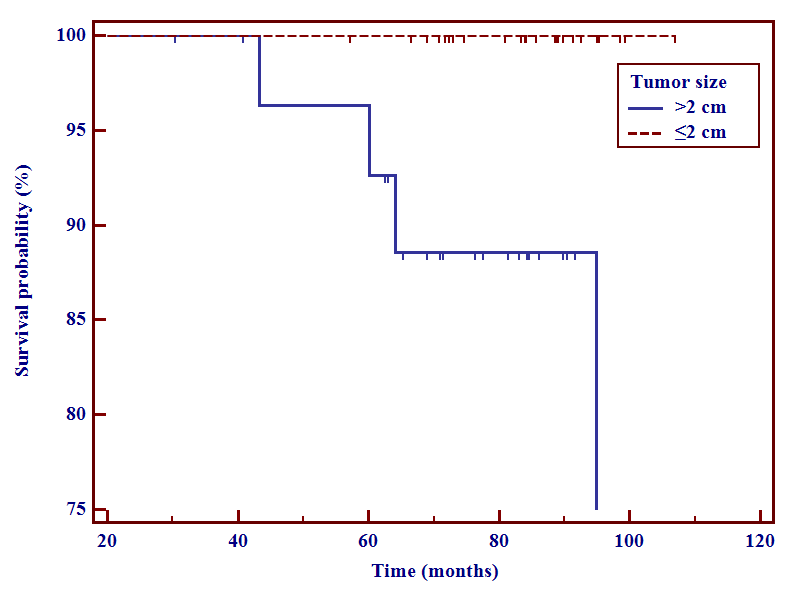 100
95
90
85
80
75
Survival probability (%)
Tumor size
>2 cm
≤2 cm
20 40 60 80 100 120
Time (months)